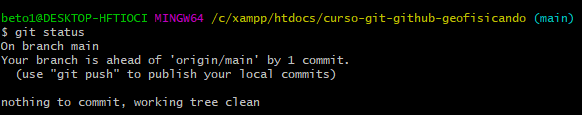 beto1@DESKTOP-HFTIOCI MINGW64 /c/xampp/htdocs/curso-git-github-geofisicando (main)
$ git status
On branch main
Your branch is ahead of 'origin/main' by 1 commit.
  (use "git push" to publish your local commits)

nothing to commit, working tree clean